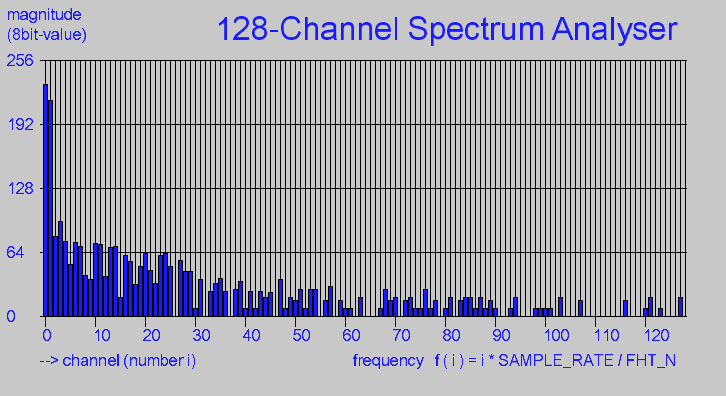 magnitude
(8bit-value)
128-Channel Spectrum Analyser
256
192
128
64
0
0 10 20 30 40 50 60 70 80 90 100 110 120
--> channel (number i)
frequency f ( i ) = i * SAMPLE_RATE / FHT_N